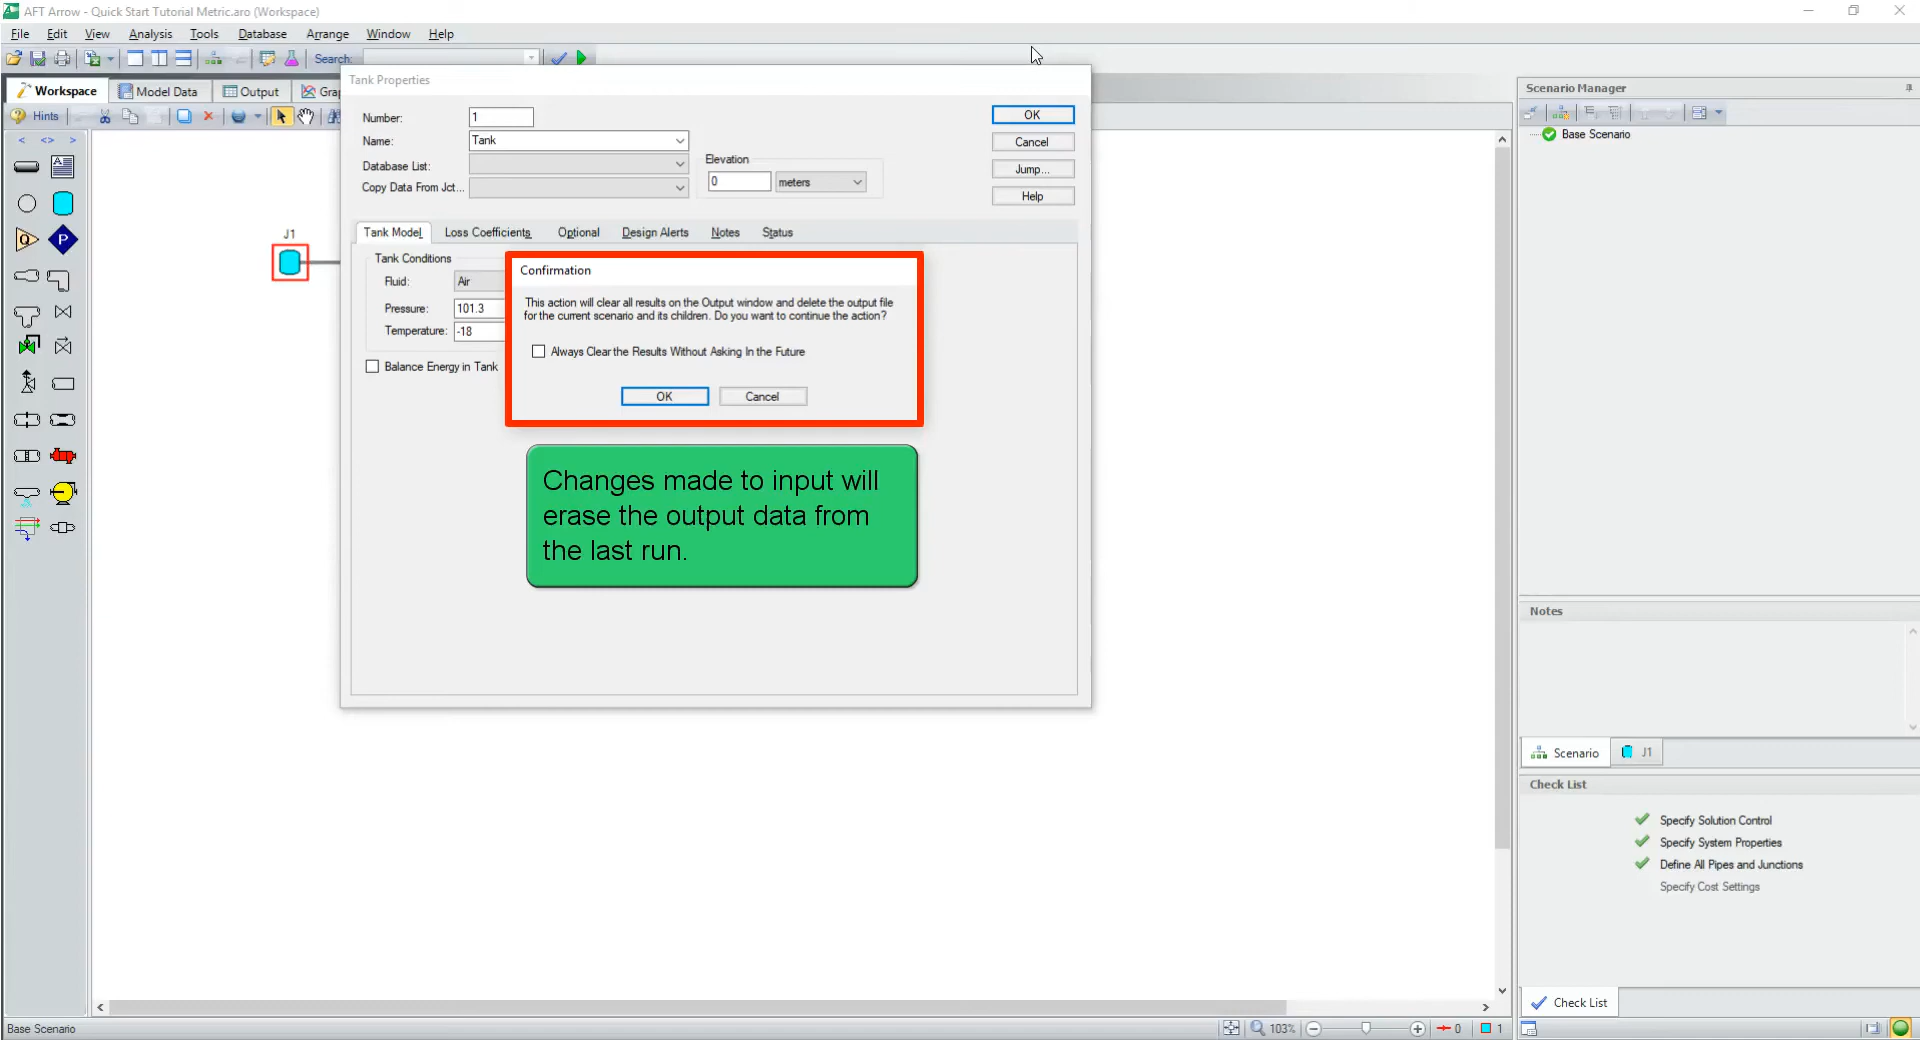 AFT Arrow - Quick Start Tutorial Metric.aro (Workspace)
File Edit View Analysis Tools Database Arrange Window Help
Search:
Workspace Model Data Output
Hints
< <> >
Tank Properties
Number: 1
Name: Tank
Database List:
Copy Data From Jct...
Elevation
0 meters
OK
Cancel
Jump...
Help
Tank Model Loss Coefficients Optional Design Alerts Notes Status
Tank Conditions
Fluid: Air
Pressure: 101.3
Temperature: -18
Balance Energy in Tank
J1
Q
P
Confirmation
This action will clear all results on the Output window and delete the output file
for the current scenario and its children. Do you want to continue the action?
Always Clear the Results Without Asking In the Future
OK Cancel
Changes made to input will
erase the output data from
the last run.
Scenario Manager
Base Scenario
Notes
Scenario J1
Check List
Specify Solution Control
Specify System Properties
Define All Pipes and Junctions
Specify Cost Settings
Check List
Base Scenario
103% 0 1